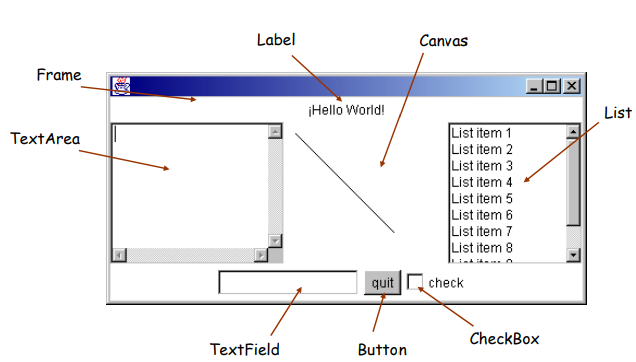 Label
Canvas
Frame
List
TextArea
¡Hello World!
List item 1
List item 2
List item 3
List item 4
List item 5
List item 6
List item 7
List item 8
quit
check
TextField
Button
CheckBox